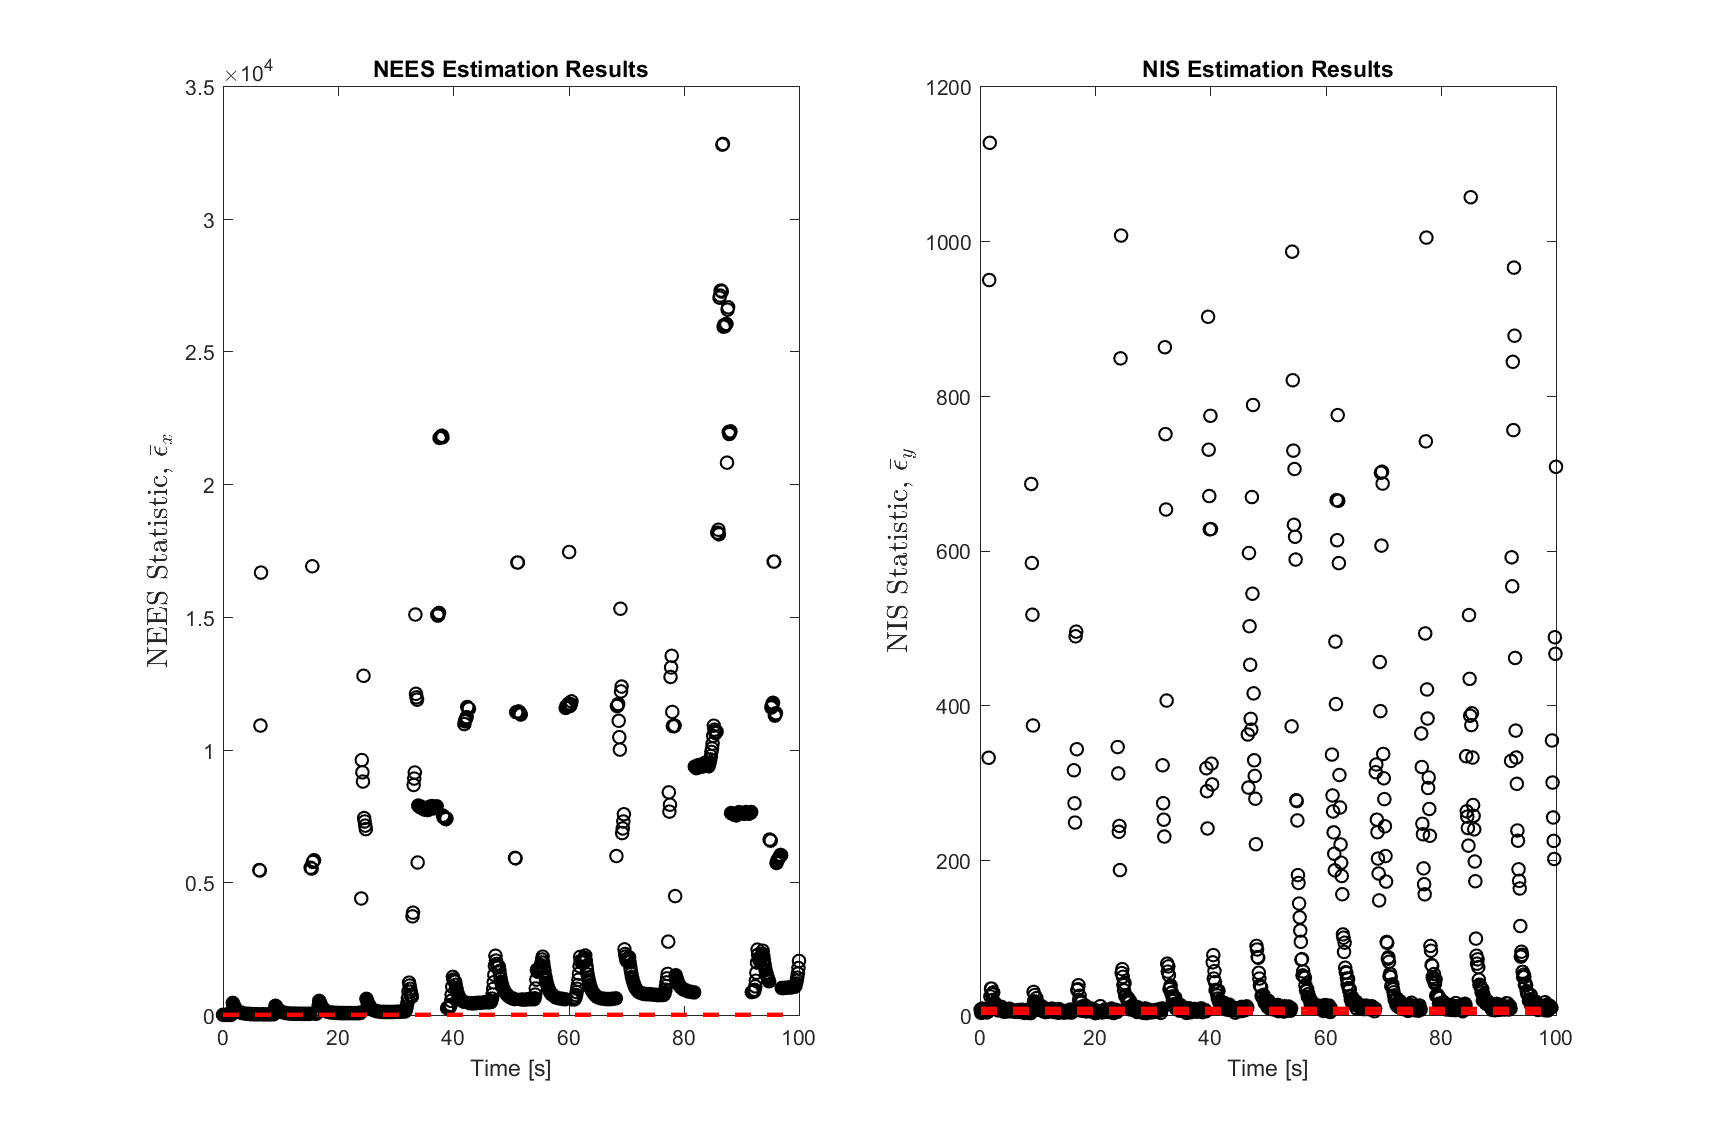 NEES Estimation Results
×10⁴
3.5
3
2.5
2
1.5
1
0.5
0
0 20 40 60 80 100
Time [s]
NEES Statistic, ϵ̄ₓ
NIS Estimation Results
1200
1000
800
600
400
200
0
0 20 40 60 80 100
Time [s]
NIS Statistic, ϵ̄_y